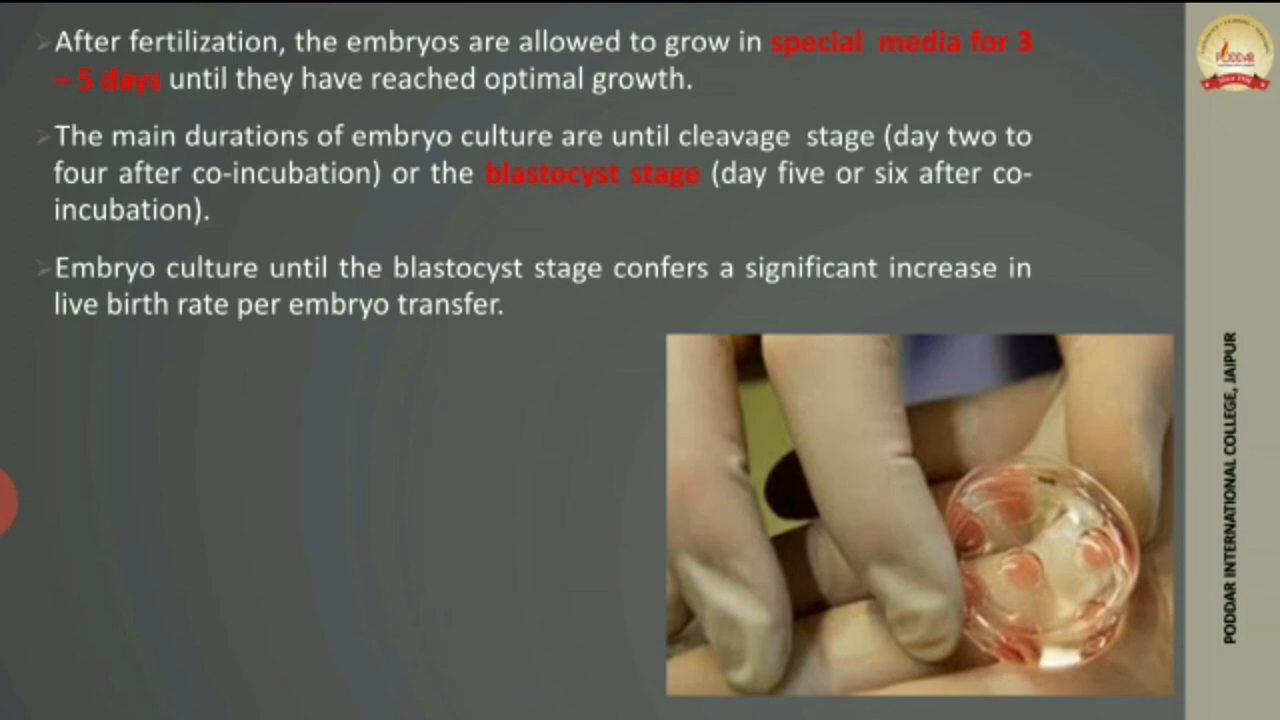 After fertilization, the embryos are allowed to grow in special media for 3
– 5 days until they have reached optimal growth.
The main durations of embryo culture are until cleavage stage (day two to
four after co-incubation) or the blastocyst stage (day five or six after co-
incubation).
Embryo culture until the blastocyst stage confers a significant increase in
live birth rate per embryo transfer.
PODDAR
Since 1998
PODDAR INTERNATIONAL COLLEGE, JAIPUR